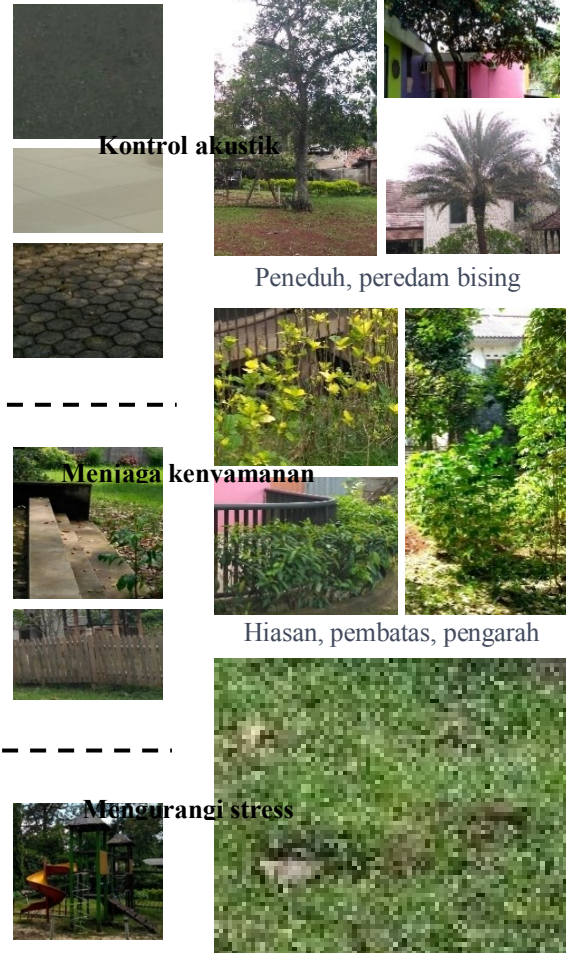 Kontrol akustik
Peneduh, peredam bising
Menjaga kenyamanan
Hiasan, pembatas, pengarah
Mengurangi stress